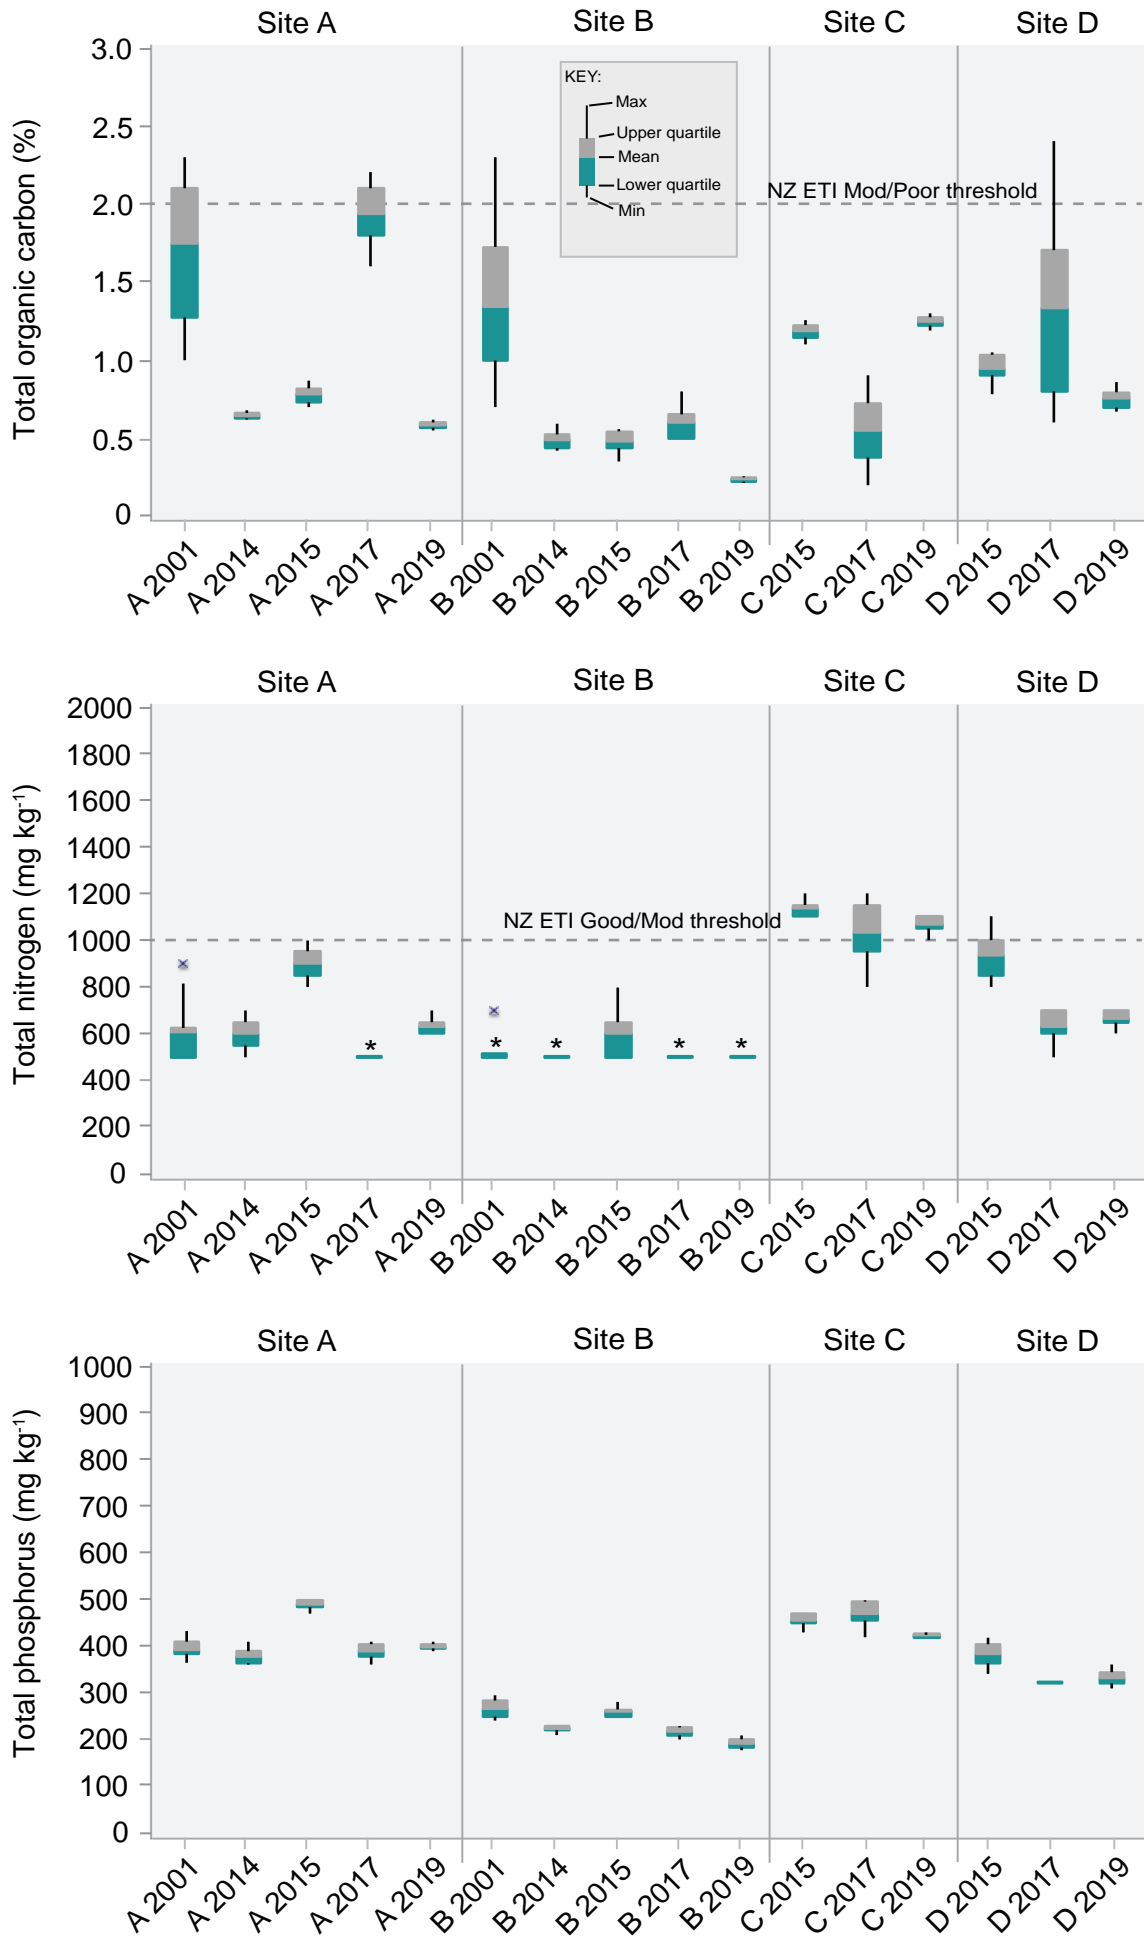 Site A Site B Site C Site D
Total organic carbon (%)
3.0
2.5
2.0
1.5
1.0
0.5
0
KEY:
Max
Upper quartile
Mean
Lower quartile
Min
NZ ETI Mod/Poor threshold
A 2001 A 2014 A 2015 A 2017 A 2019 B 2001 B 2014 B 2015 B 2017 B 2019 C 2015 C 2017 C 2019 D 2015 D 2017 D 2019
Site A Site B Site C Site D
Total nitrogen (mg kg⁻¹)
2000
1800
1600
1400
1200
1000
800
600
400
200
0
NZ ETI Good/Mod threshold
* * * * *
A 2001 A 2014 A 2015 A 2017 A 2019 B 2001 B 2014 B 2015 B 2017 B 2019 C 2015 C 2017 C 2019 D 2015 D 2017 D 2019
Site A Site B Site C Site D
Total phosphorus (mg kg⁻¹)
1000
900
800
700
600
500
400
300
200
100
0
A 2001 A 2014 A 2015 A 2017 A 2019 B 2001 B 2014 B 2015 B 2017 B 2019 C 2015 C 2017 C 2019 D 2015 D 2017 D 2019